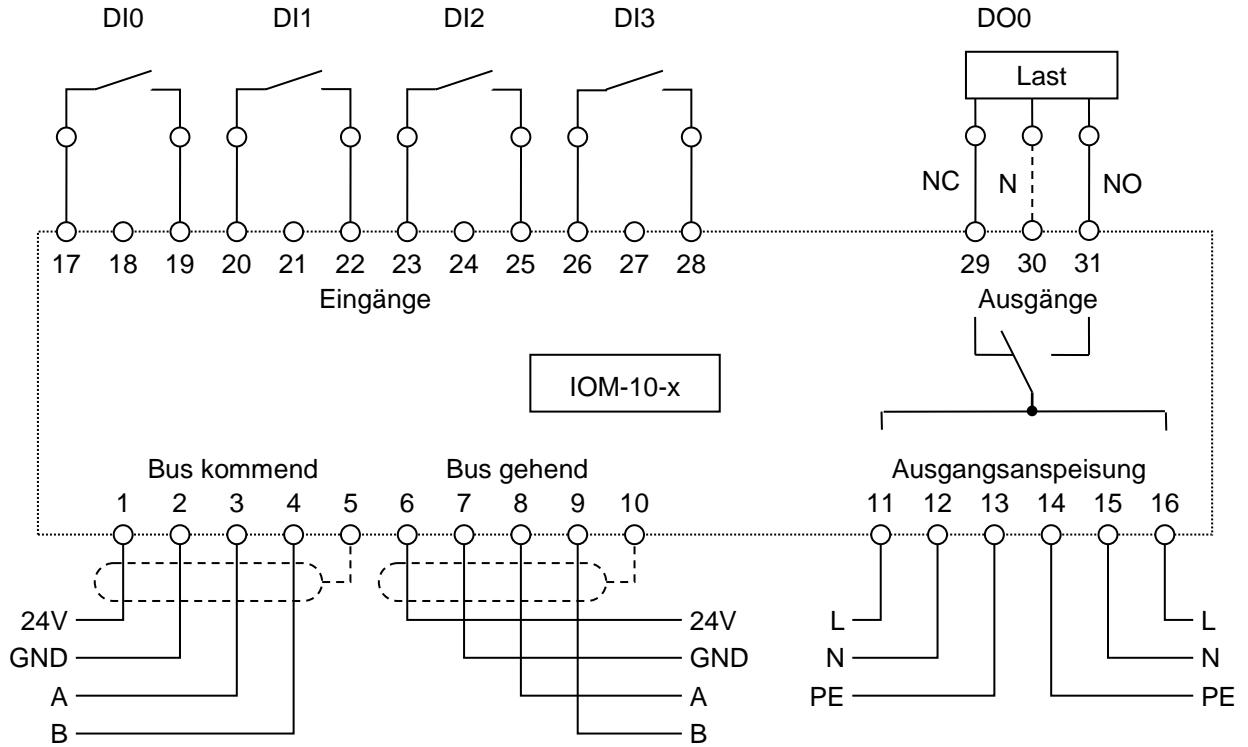 DI0 DI1 DI2 DI3 DO0
Last
NC N NO
17 18 19 20 21 22 23 24 25 26 27 28 29 30 31
Eingänge Ausgänge
IOM-10-x
Bus kommend Bus gehend Ausgangsanspeisung
1 2 3 4 5 6 7 8 9 10 11 12 13 14 15 16
24V 24V L L
GND GND N N
A A PE PE
B B